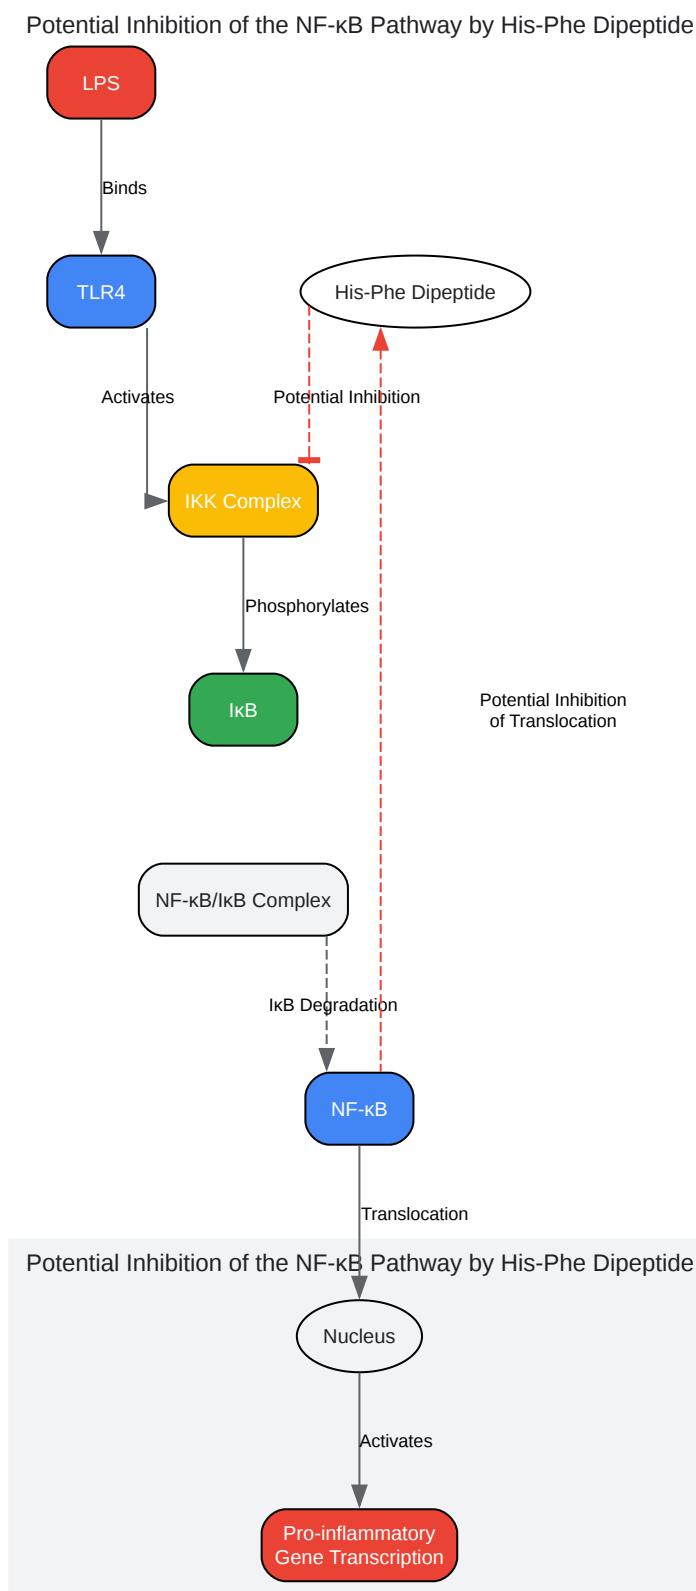 Potential Inhibition of the NF-κB Pathway by His-Phe Dipeptide
LPS
Binds
TLR4
His-Phe Dipeptide
Activates
Potential Inhibition
IKK Complex
Phosphorylates
IκB
Potential Inhibition
of Translocation
NF-κB/IκB Complex
IκB Degradation
NF-κB
Translocation
Potential Inhibition of the NF-κB Pathway by His-Phe Dipeptide
Nucleus
Activates
Pro-inflammatory
Gene Transcription